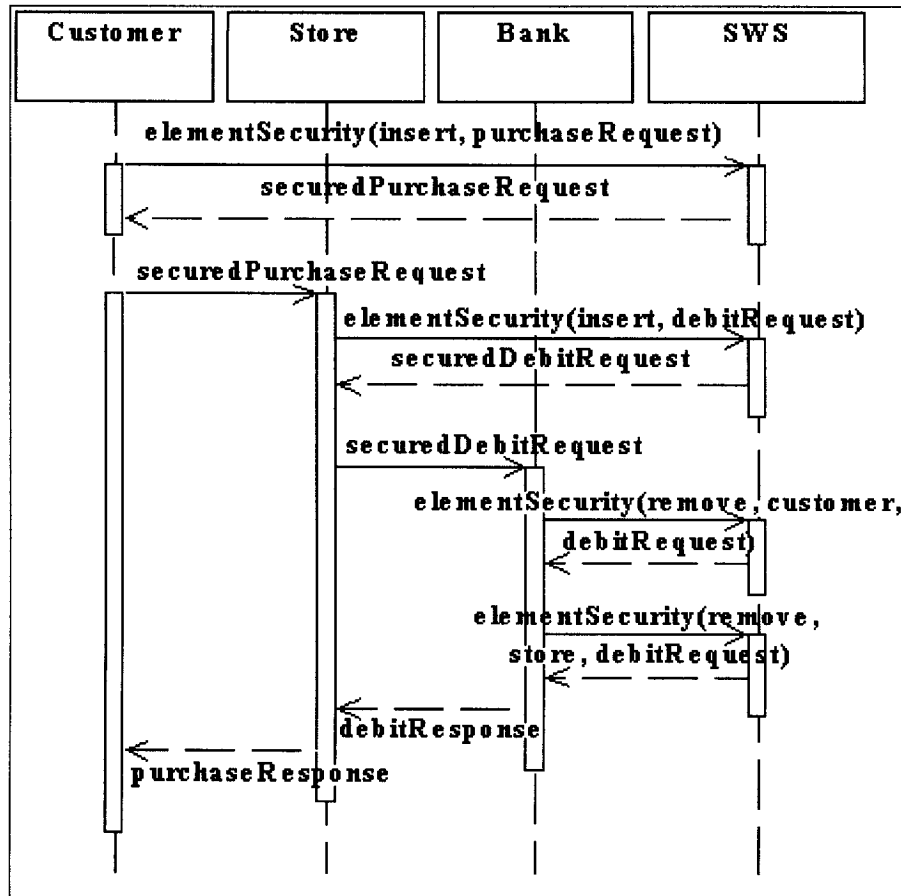 Customer Store Bank SWS
elementSecurity(insert, purchaseRequest)
securedPurchaseRequest
securedPurchaseRequest
elementSecurity(insert, debitRequest)
securedDebitRequest
securedDebitRequest
elementSecurity(remove, customer,
debitRequest)
elementSecurity(remove,
store, debitRequest)
debitResponse
purchaseResponse